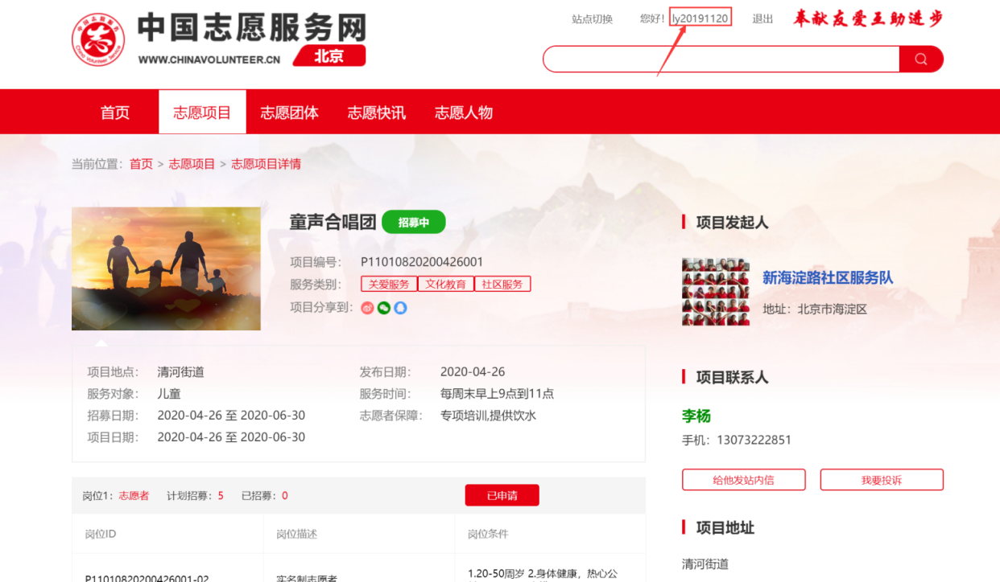 中国志愿服务网
WWW.CHINAVOLUNTEER.CN 北京
站点切换 您好! ly20191120 退出 奉献友爱互助进步
首页 志愿项目 志愿团体 志愿快讯 志愿人物
当前位置: 首页 > 志愿项目 > 志愿项目详情
童声合唱团 招募中
项目编号: P11010820200426001
服务类别: 关爱服务 文化教育 社区服务
项目分享到:
项目地点: 清河街道 发布日期: 2020-04-26
服务对象: 儿童 服务时间: 每周末早上9点到11点
招募日期: 2020-04-26 至 2020-06-30 志愿者保障: 专项培训,提供饮水
项目日期: 2020-04-26 至 2020-06-30
岗位1: 志愿者 计划招募: 5 已招募: 0 已申请
岗位ID 岗位描述 岗位条件
P11010820200426001-02 实名制志愿者 1.20-50周岁 2.身体健康，热心公
项目发起人
新海淀路社区服务队
地址: 北京市海淀区
项目联系人
李杨
手机: 13073222851
给他发站内信 我要投诉
项目地址
清河街道